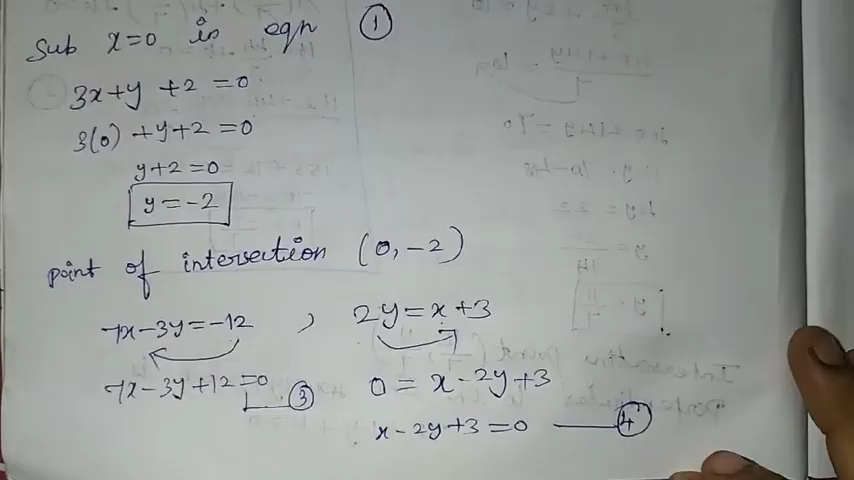 Sub x=0 in eqn ①
3x+y+2=0
3(0)+y+2=0
y+2=0
y=-2
point of intersection (0,-2)
7x-3y=-12 , 2y=x+3
7x-3y+12=0 ③ 0=x-2y+3
x-2y+3=0 ④